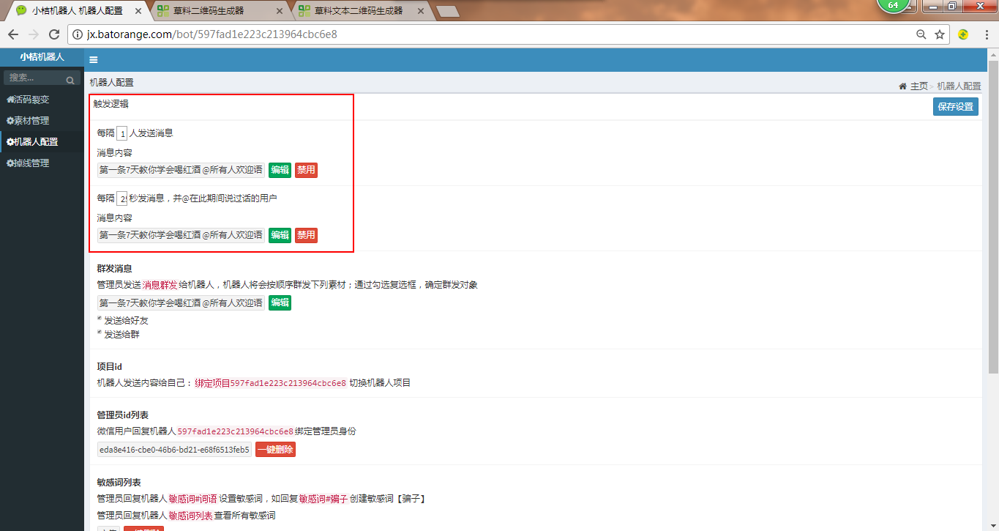 小桔机器人 机器人配置
草料二维码生成器
草料文本二维码生成器
64
jx.batorange.com/bot/597fad1e223c213964cbc6e8
小桔机器人
搜索...
活码裂变
素材管理
机器人配置
掉线管理
机器人配置
主页 > 机器人配置
触发逻辑
保存设置
每隔 1 人发送消息
消息内容
第一条7天教你学会喝红酒 @所有人欢迎语 编辑 禁用
每隔 2 秒发消息，并@在此期间说过话的用户
消息内容
第一条7天教你学会喝红酒 @所有人欢迎语 编辑 禁用
群发消息
管理员发送 消息群发 给机器人，机器人将会按顺序群发下列素材；通过勾选复选框，确定群发对象
第一条7天教你学会喝红酒 @所有人欢迎语 编辑
发送给好友
发送给群
项目id
机器人发送内容给自己： 绑定项目597fad1e223c213964cbc6e8 切换机器人项目
管理员id列表
微信用户回复机器人 597fad1e223c213964cbc6e8 绑定管理员身份
eda8e416-cbe0-46b6-bd21-e68f6513feb5 一键删除
敏感词列表
管理员回复机器人 敏感词#词语 设置敏感词，如回复 敏感词#骗子 创建敏感词【骗子】
管理员回复机器人 敏感词列表 查看所有敏感词